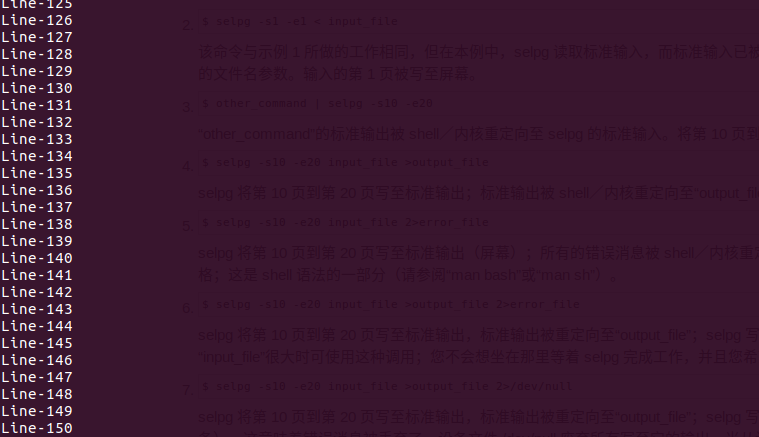 Line-125
Line-126
Line-127
Line-128
Line-129
Line-130
Line-131
Line-132
Line-133
Line-134
Line-135
Line-136
Line-137
Line-138
Line-139
Line-140
Line-141
Line-142
Line-143
Line-144
Line-145
Line-146
Line-147
Line-148
Line-149
Line-150
2. $ selpg -s1 -e1 < input_file
该命令与示例 1 所做的工作相同，但在本例中，selpg 读取标准输入，而标准输入已被
的文件名参数。输入的第 1 页被写至屏幕。
3. $ other_command | selpg -s10 -e20
“other_command”的标准输出被 shell／内核重定向至 selpg 的标准输入。将第 10 页到
4. $ selpg -s10 -e20 input_file >output_file
selpg 将第 10 页到第 20 页写至标准输出；标准输出被 shell／内核重定向至“output_file
5. $ selpg -s10 -e20 input_file 2>error_file
selpg 将第 10 页到第 20 页写至标准输出（屏幕）；所有的错误消息被 shell／内核重定
格；这是 shell 语法的一部分（请参阅“man bash”或“man sh”）。
6. $ selpg -s10 -e20 input_file >output_file 2>error_file
selpg 将第 10 页到第 20 页写至标准输出，标准输出被重定向至“output_file”；selpg 写
“input_file”很大时可使用这种调用；您不会想坐在那里等着 selpg 完成工作，并且您希
7. $ selpg -s10 -e20 input_file >output_file 2>/dev/null
selpg 将第 10 页到第 20 页写至标准输出，标准输出被重定向至“output_file”；selpg 写